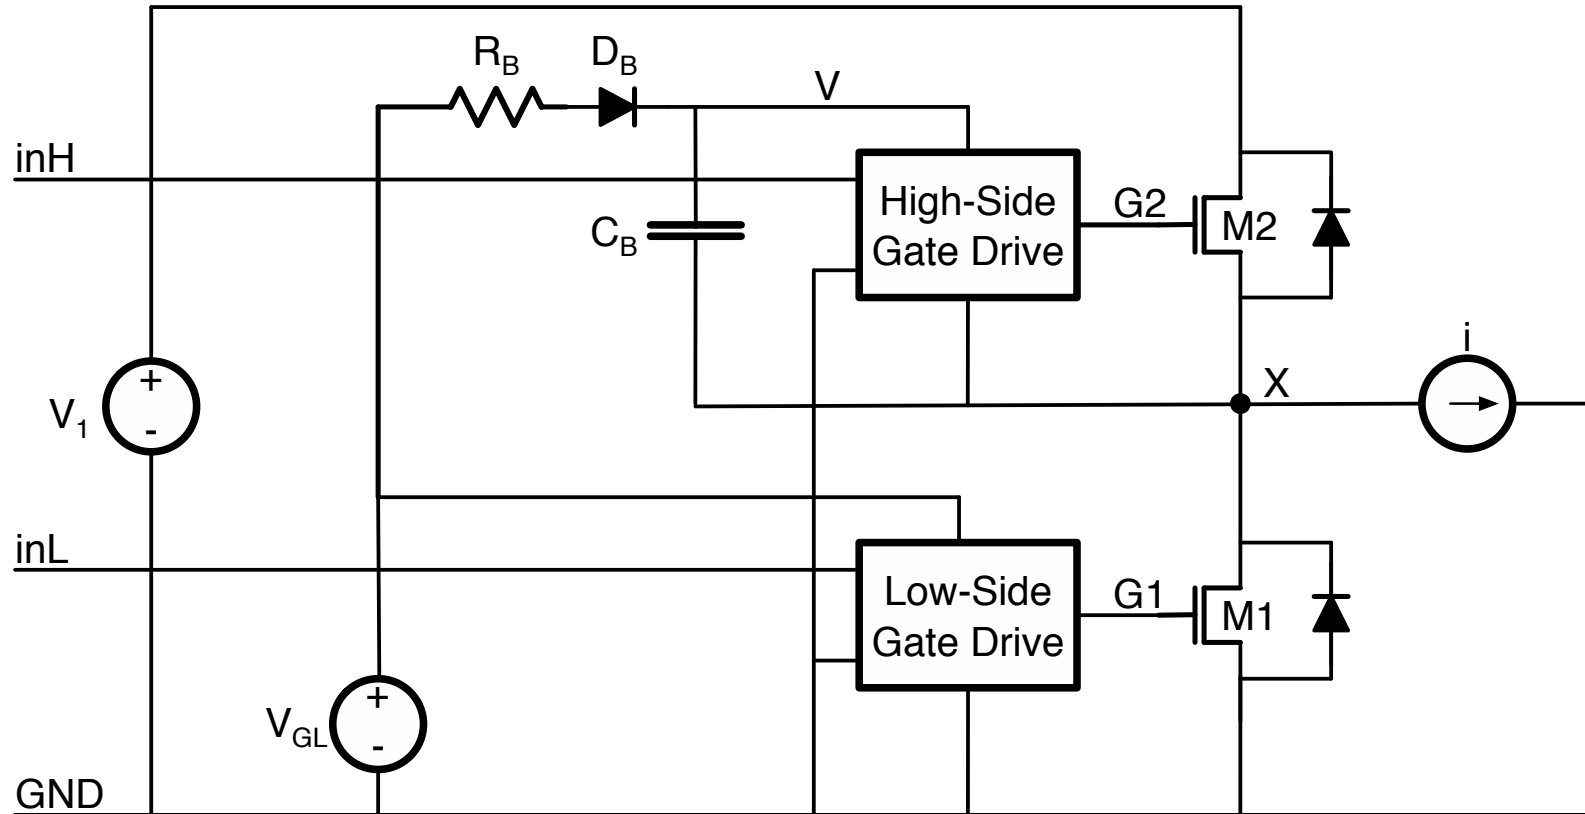 R_B D_B
V
inH
High-Side
Gate Drive
G2
M2
C_B
i
X
+
-
V_1
inL
Low-Side
Gate Drive
G1
M1
+
-
V_GL
GND